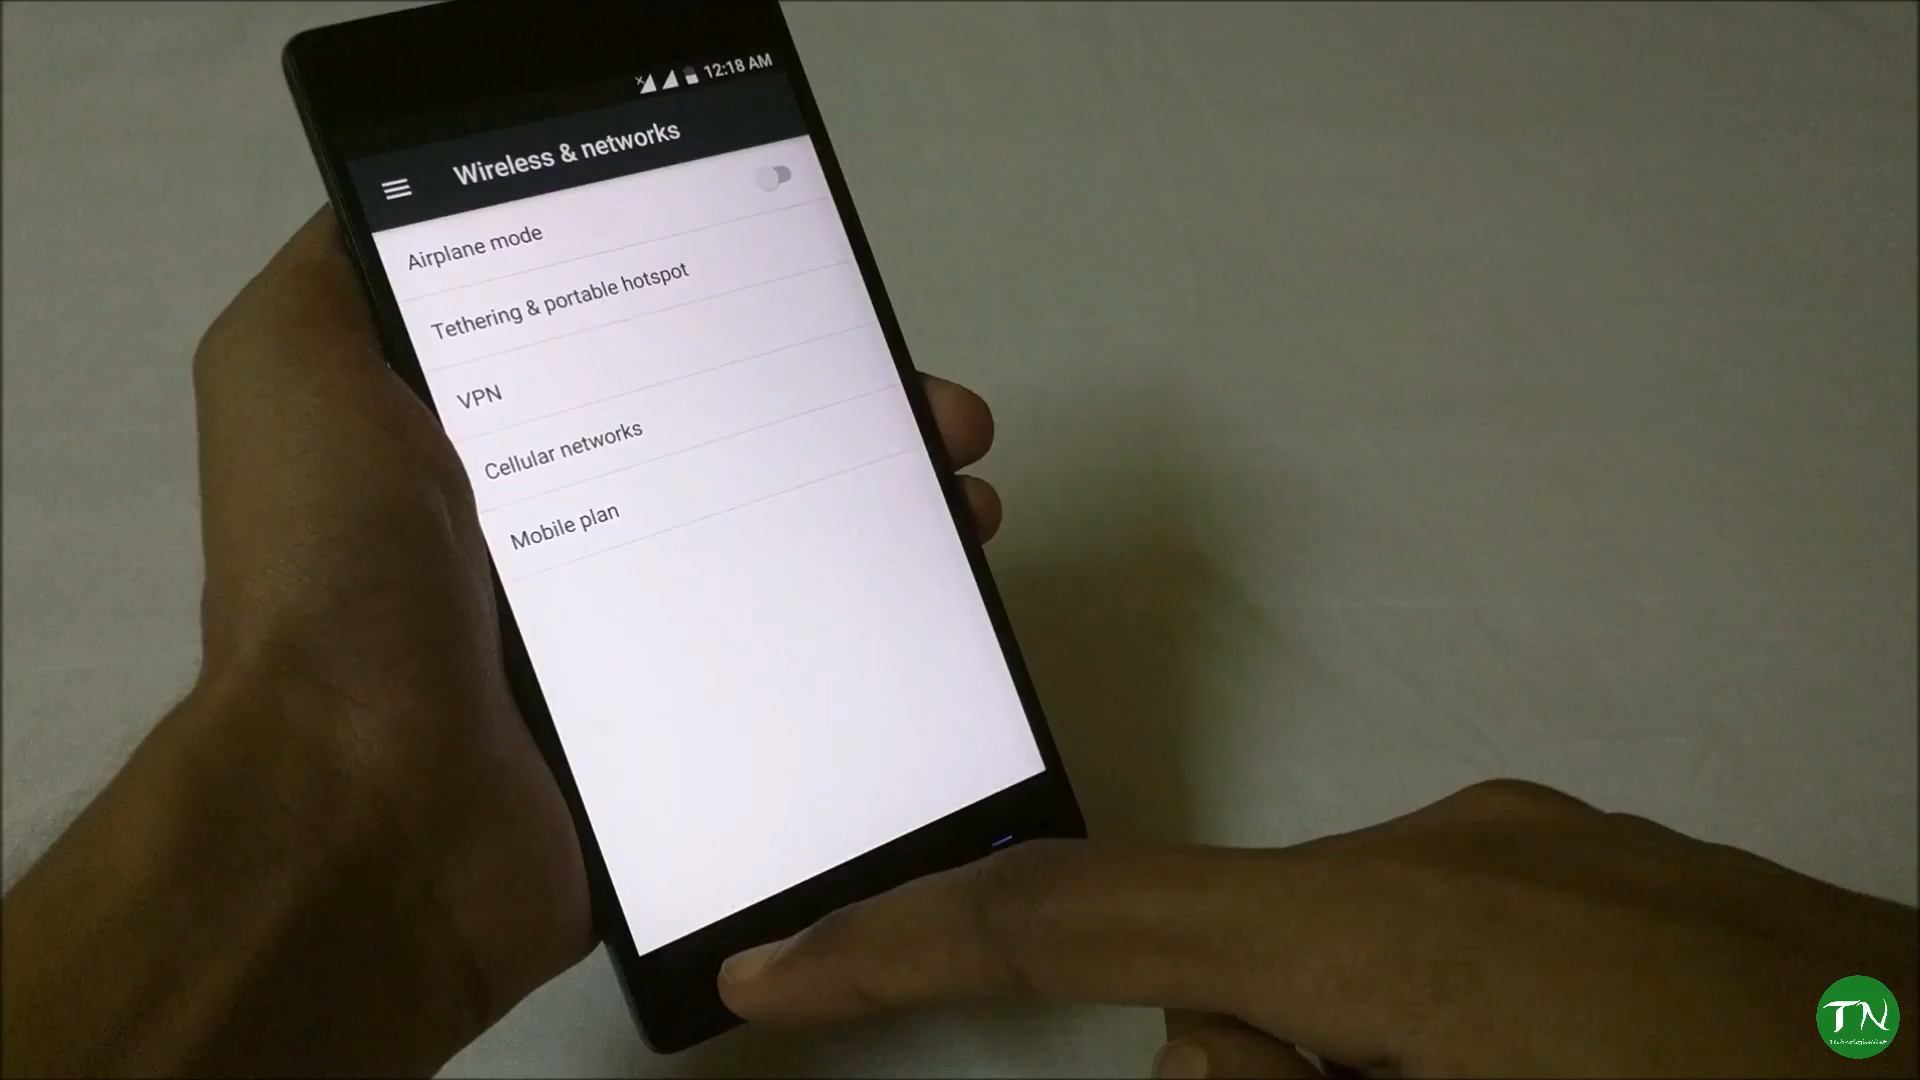 12:18 AM
Wireless & networks
Airplane mode
Tethering & portable hotspot
VPN
Cellular networks
Mobile plan
TN